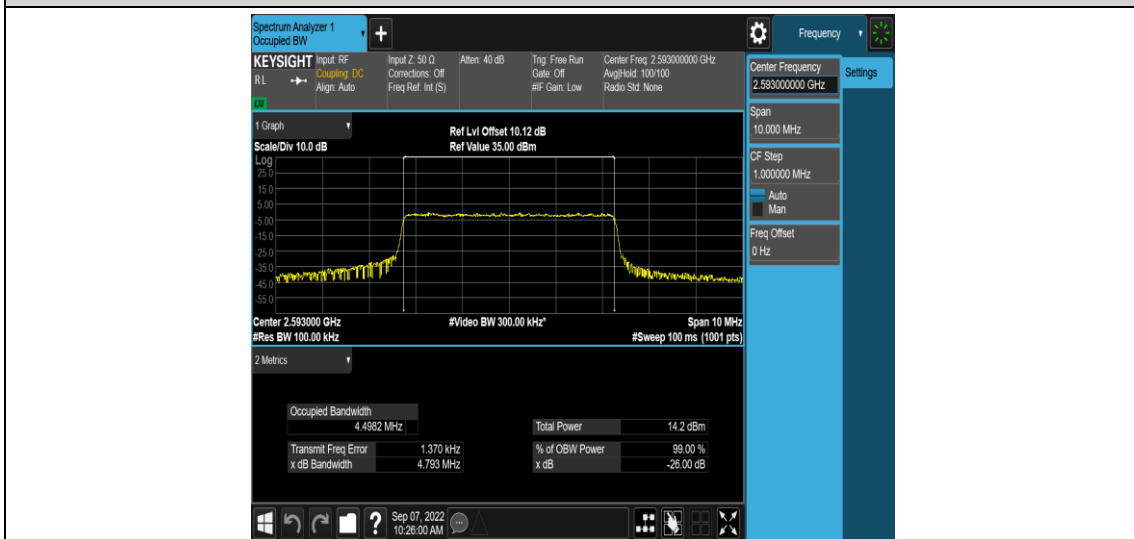 Spectrum Analyzer 1
Occupied BW
+
Frequency
KEYSIGHT
RL
LXI
Input: RF
Coupling: DC
Align: Auto
Input Z: 50 Ω
Corrections: Off
Freq Ref: Int (S)
Atten: 40 dB
Trig: Free Run
Gate: Off
#IF Gain: Low
Center Freq: 2.593000000 GHz
Avg|Hold: 100/100
Radio Std: None
Center Frequency
2.593000000 GHz
Settings
Span
10.000 MHz
CF Step
1.000000 MHz
Auto
Man
Freq Offset
0 Hz
1 Graph
Scale/Div 10.0 dB
Ref Lvl Offset 10.12 dB
Ref Value 35.00 dBm
Log
25.0
15.0
5.00
-5.00
-15.0
-25.0
-35.0
-45.0
-55.0
Center 2.593000 GHz
#Res BW 100.00 kHz
#Video BW 300.00 kHz*
Span 10 MHz
#Sweep 100 ms (1001 pts)
2 Metrics
Occupied Bandwidth
4.4982 MHz
Total Power 14.2 dBm
Transmit Freq Error 1.370 kHz
% of OBW Power 99.00 %
x dB Bandwidth 4.793 MHz
x dB -26.00 dB
?
Sep 07, 2022
10:26:00 AM